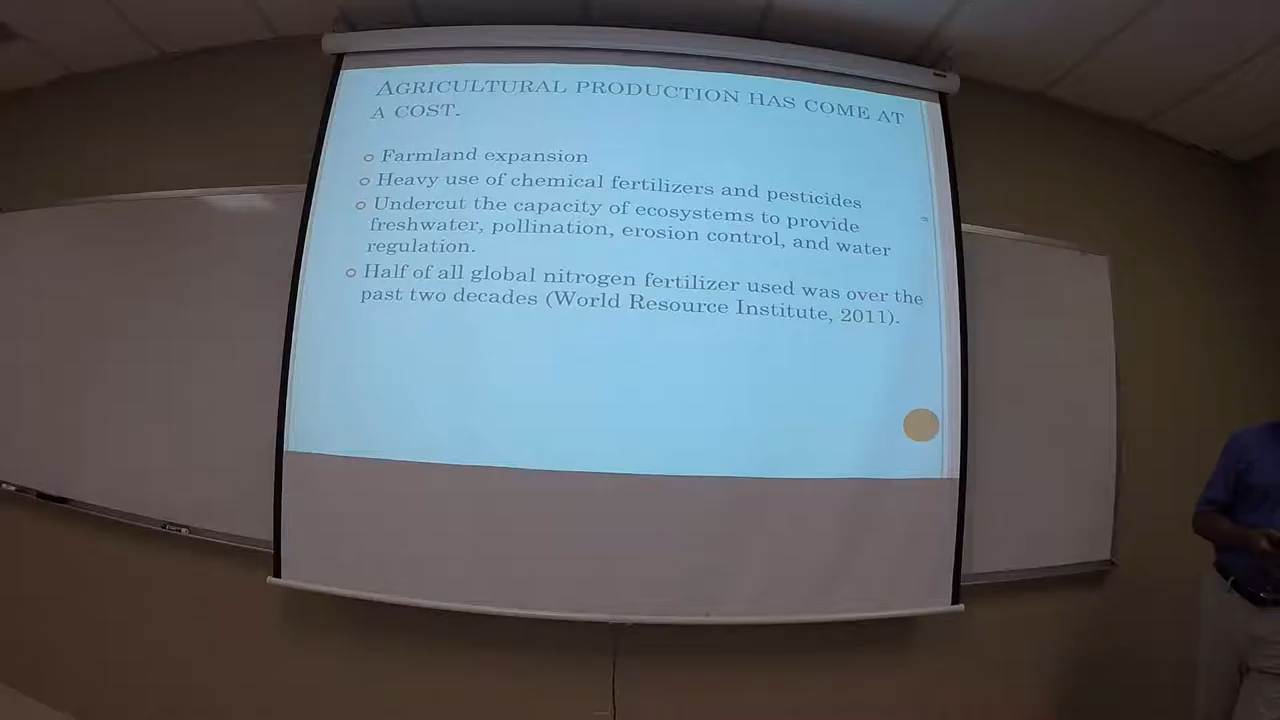 AGRICULTURAL PRODUCTION HAS COME AT
A COST.
Farmland expansion
Heavy use of chemical fertilizers and pesticides
Undercut the capacity of ecosystems to provide
freshwater, pollination, erosion control, and water
regulation.
Half of all global nitrogen fertilizer used was over the
past two decades (World Resource Institute, 2011).